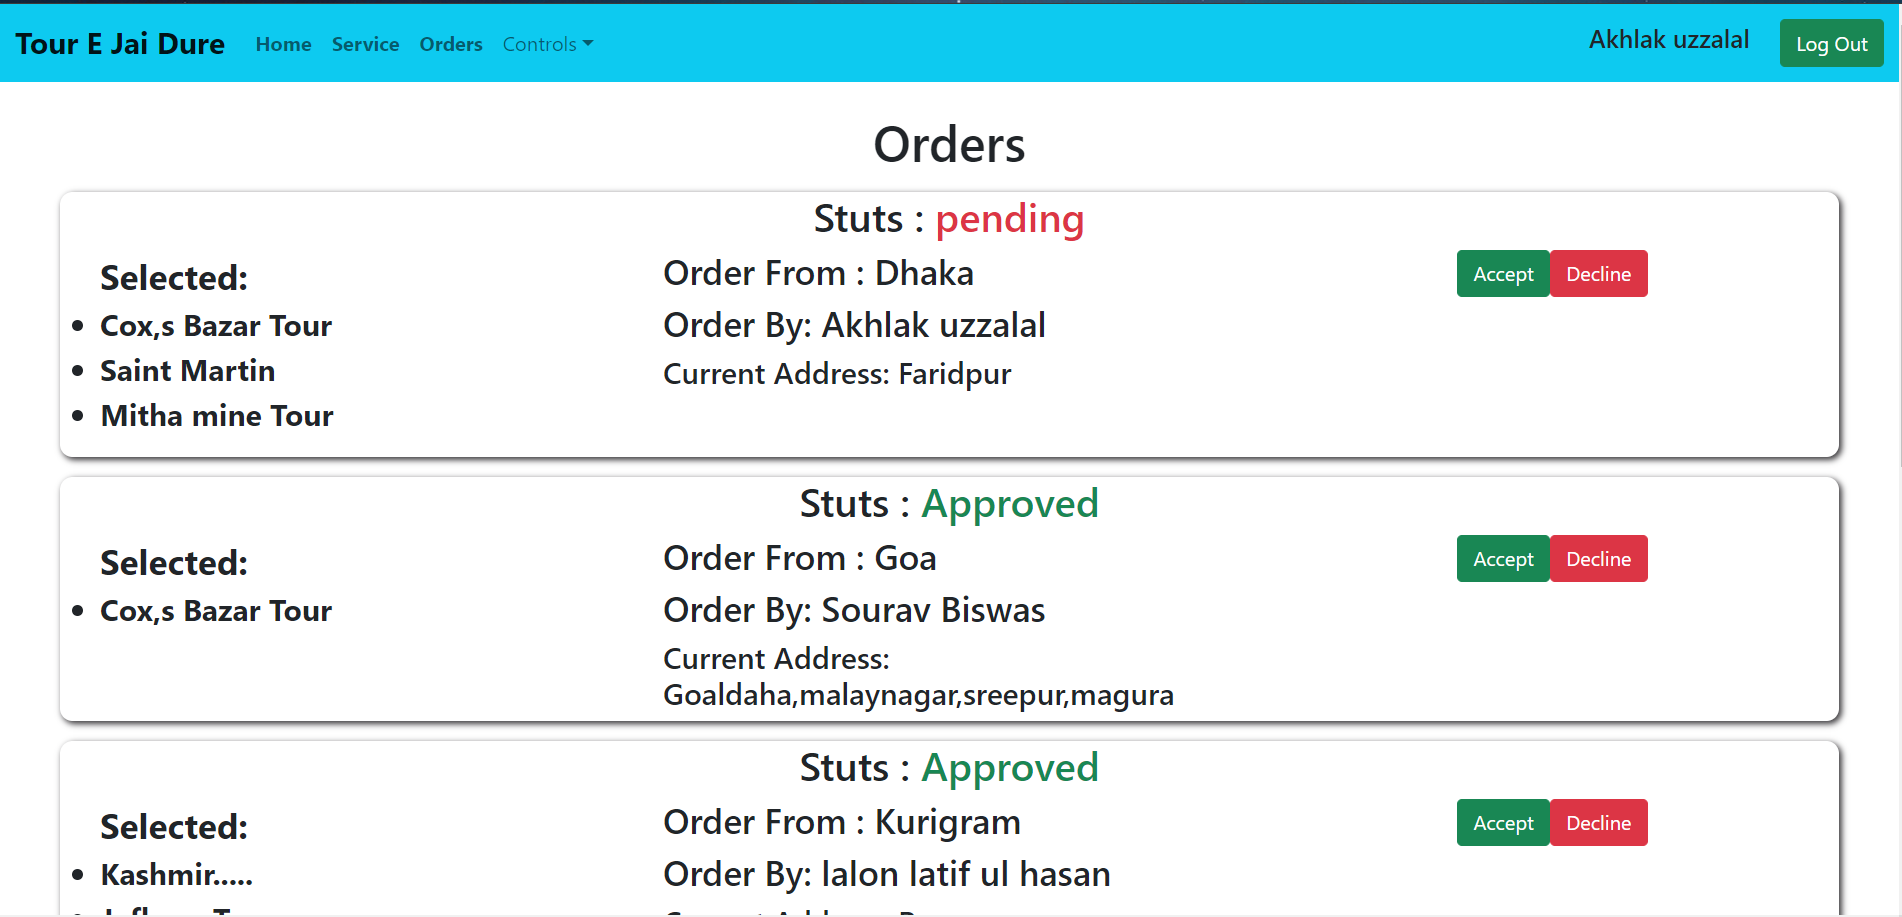 Tour E Jai Dure Home Service Orders Controls Akhlak uzzalal Log Out
Orders
Stuts : pending
Selected:
• Cox,s Bazar Tour
• Saint Martin
• Mitha mine Tour
Order From : Dhaka
Order By: Akhlak uzzalal
Current Address: Faridpur
Accept Decline
Stuts : Approved
Selected:
• Cox,s Bazar Tour
Order From : Goa
Order By: Sourav Biswas
Current Address:
Goaldaha,malaynagar,sreepur,magura
Accept Decline
Stuts : Approved
Selected:
• Kashmir.....
Order From : Kurigram
Order By: lalon latif ul hasan
Accept Decline